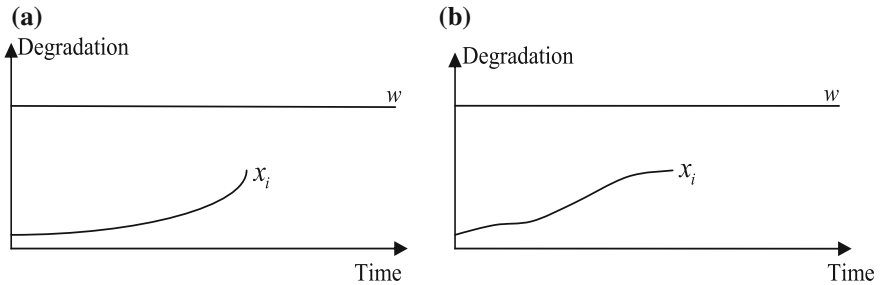 (a)
Degradation
w
x_i
Time
(b)
Degradation
w
x_i
Time